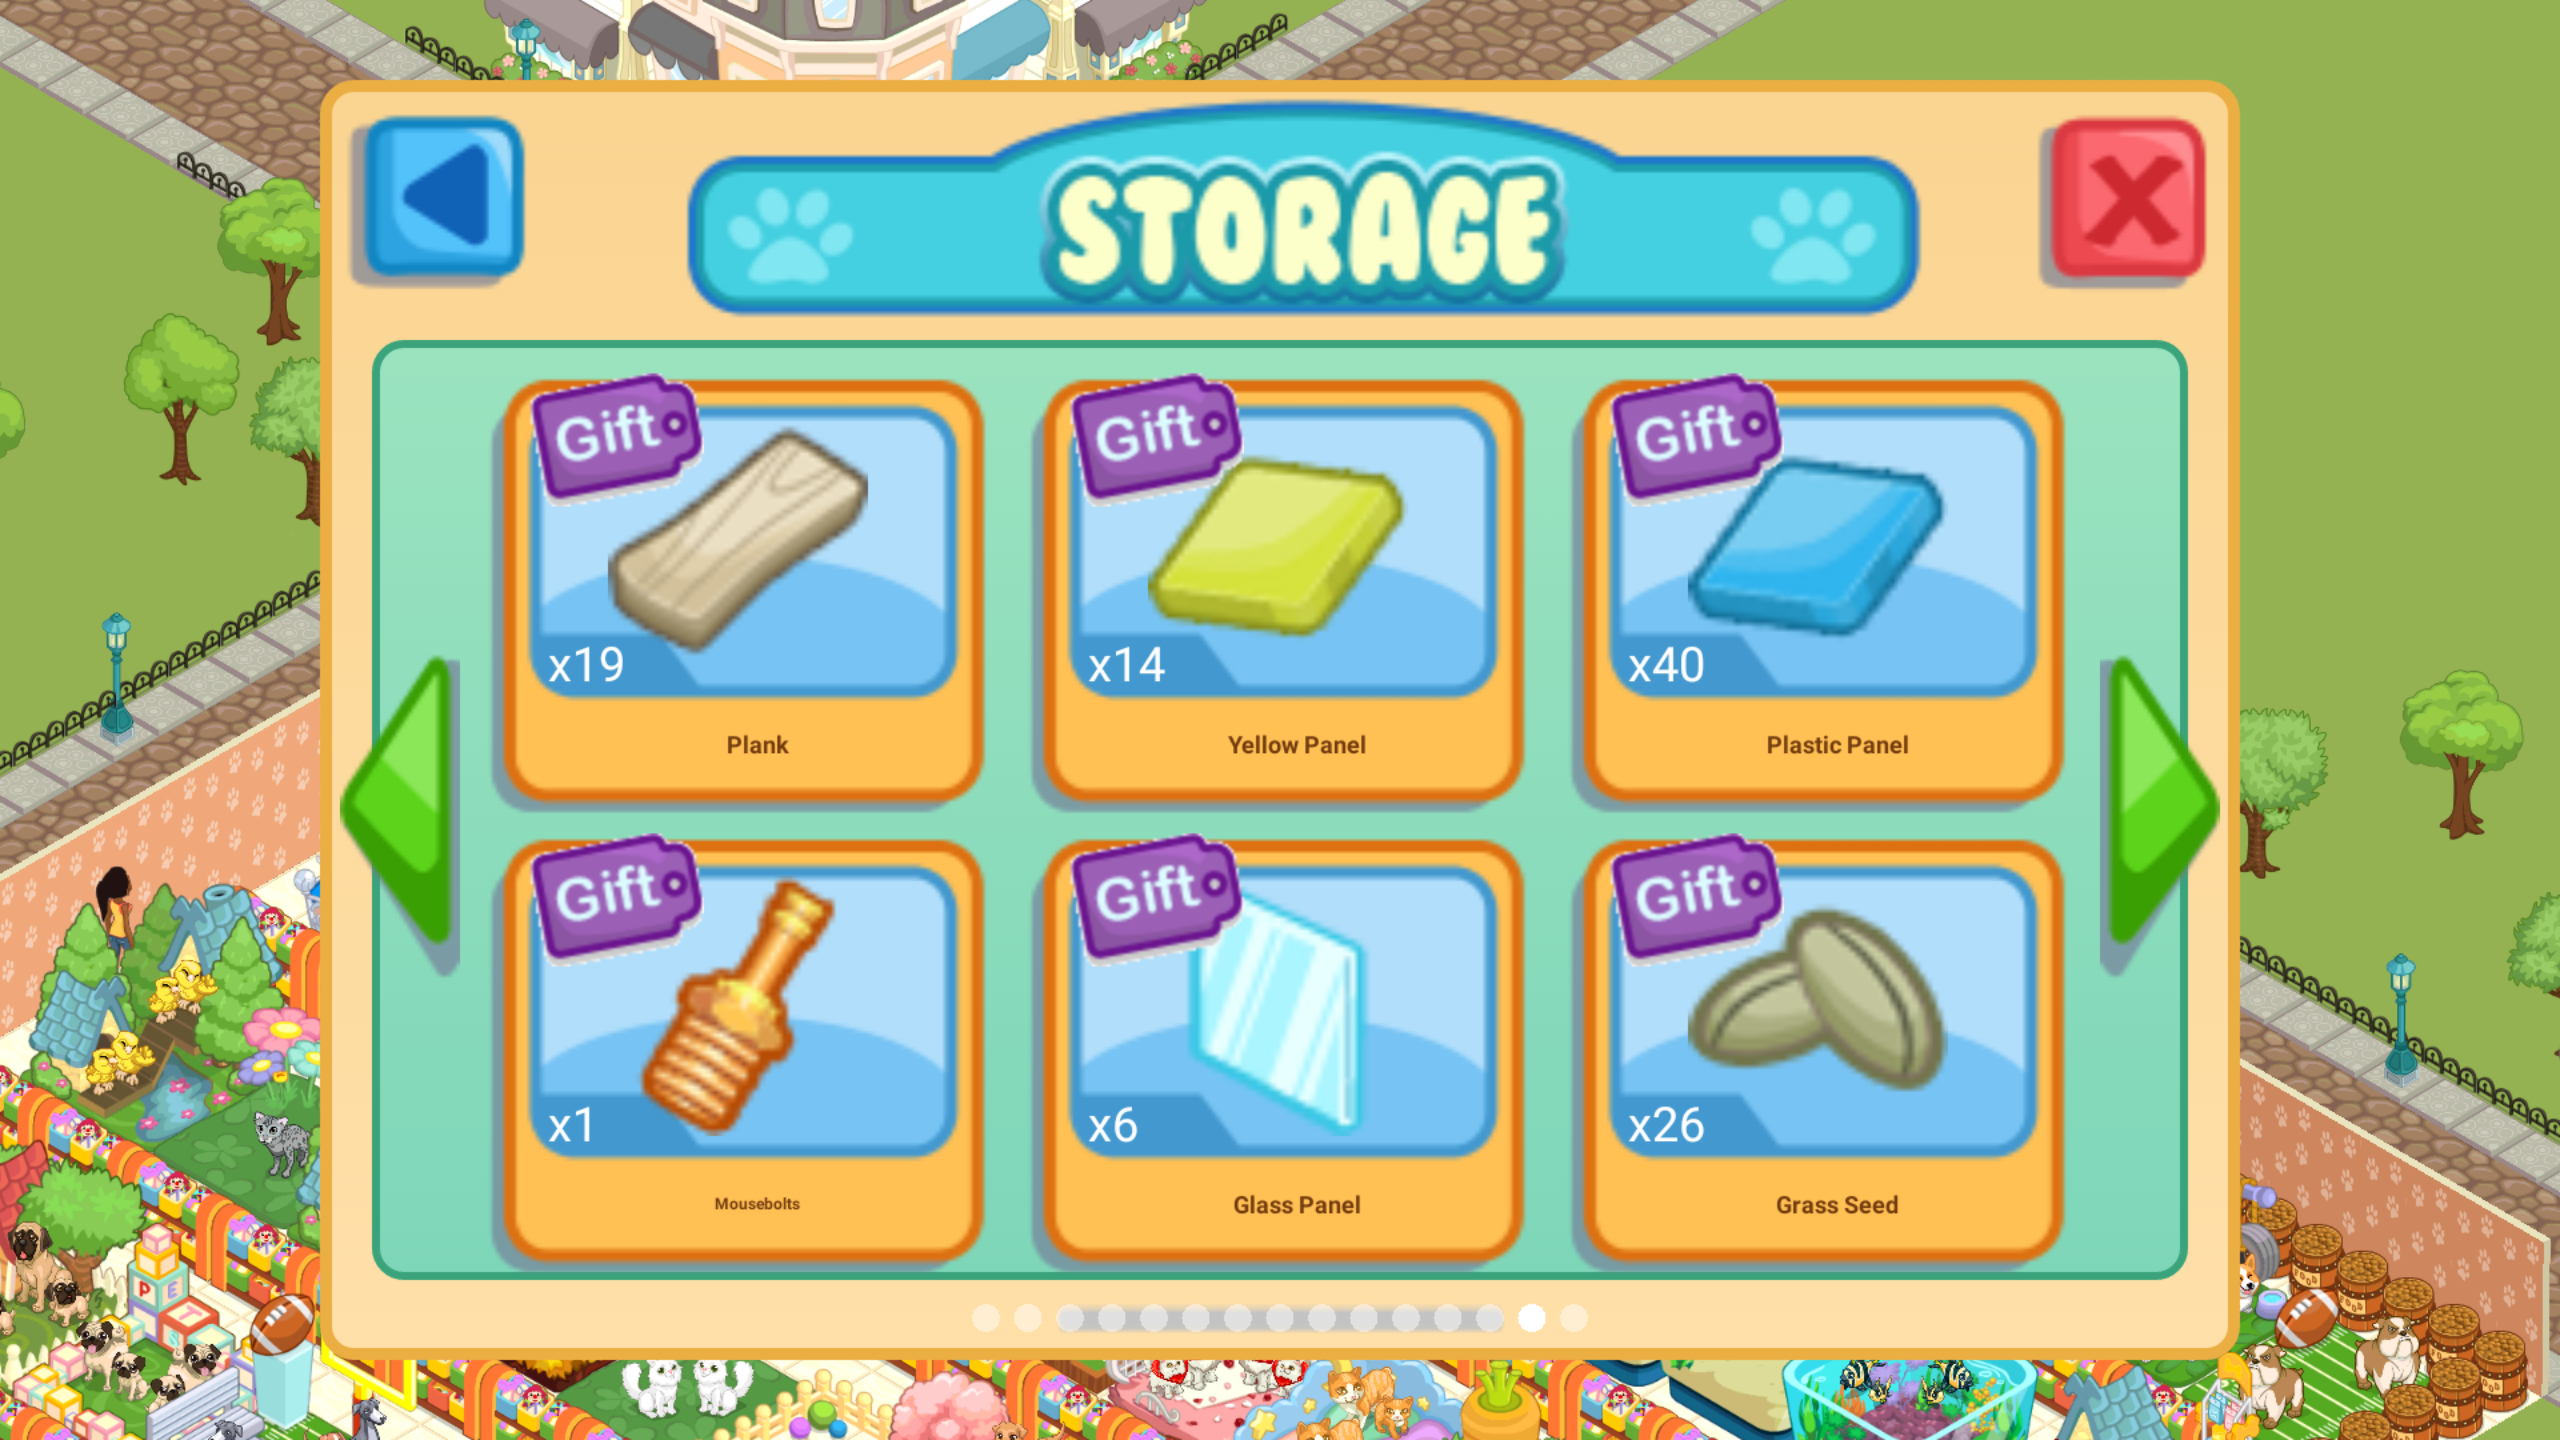 STORAGE
Gift
x19
Plank
Gift
x14
Yellow Panel
Gift
x40
Plastic Panel
Gift
x1
Mousebolts
Gift
x6
Glass Panel
Gift
x26
Grass Seed
P
E
T